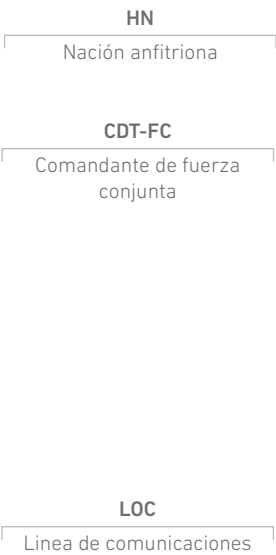 HN
Nación anfitriona
CDT-FC
Comandante de fuerza
conjunta
LOC
Linea de comunicaciones